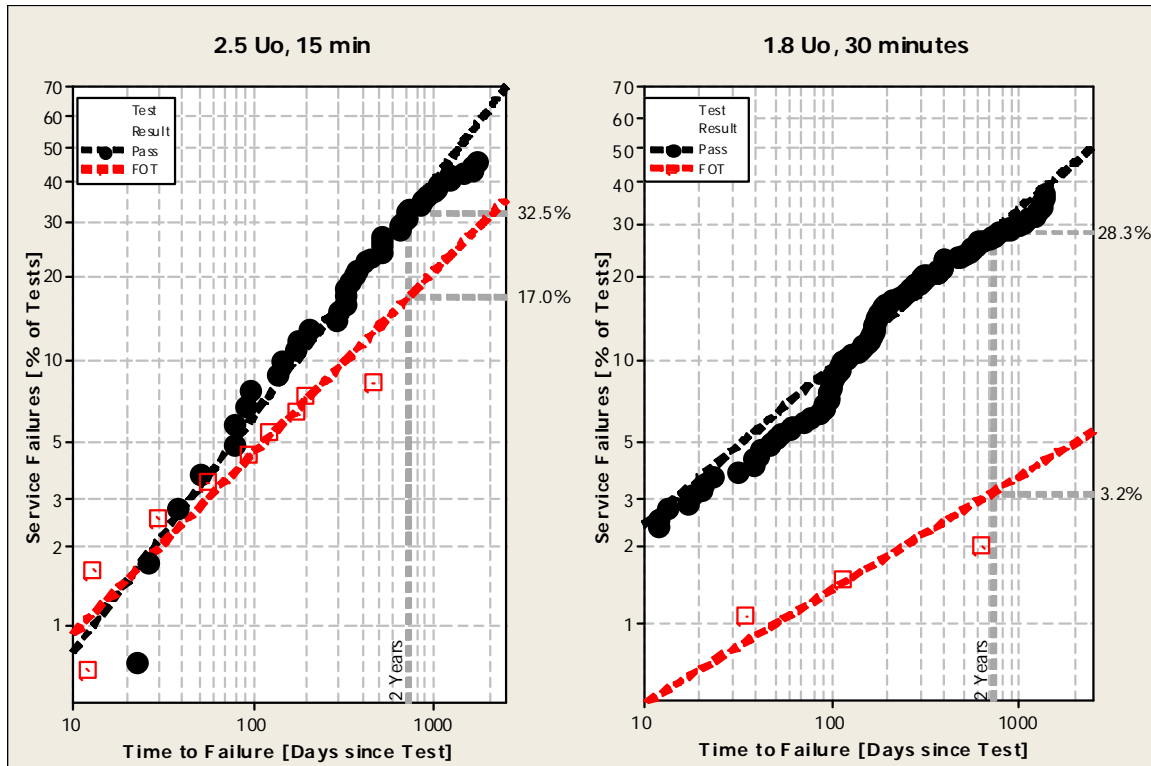 2.5 Uo, 15 min
70
60
50
40
30
20
10
5
3
2
1
Service Failures [% of Tests]
Test
Result
Pass
FOT
32.5%
17.0%
2 Years
10
100
1000
Time to Failure [Days since Test]
1.8 Uo, 30 minutes
70
60
50
40
30
20
10
5
3
2
1
Service Failures [% of Tests]
Test
Result
Pass
FOT
28.3%
3.2%
2 Years
10
100
1000
Time to Failure [Days since Test]